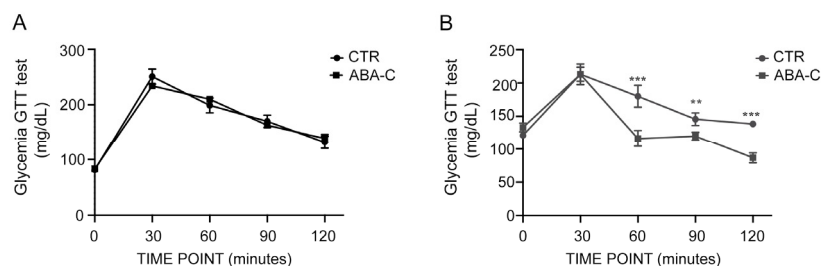 A
Glycemia GTT test
(mg/dL)
300
200
100
0
0 30 60 90 120
TIME POINT (minutes)
CTR
ABA-C
B
Glycemia GTT test
(mg/dL)
250
200
150
100
50
0
0 30 60 90 120
TIME POINT (minutes)
*** ** ***
CTR
ABA-C